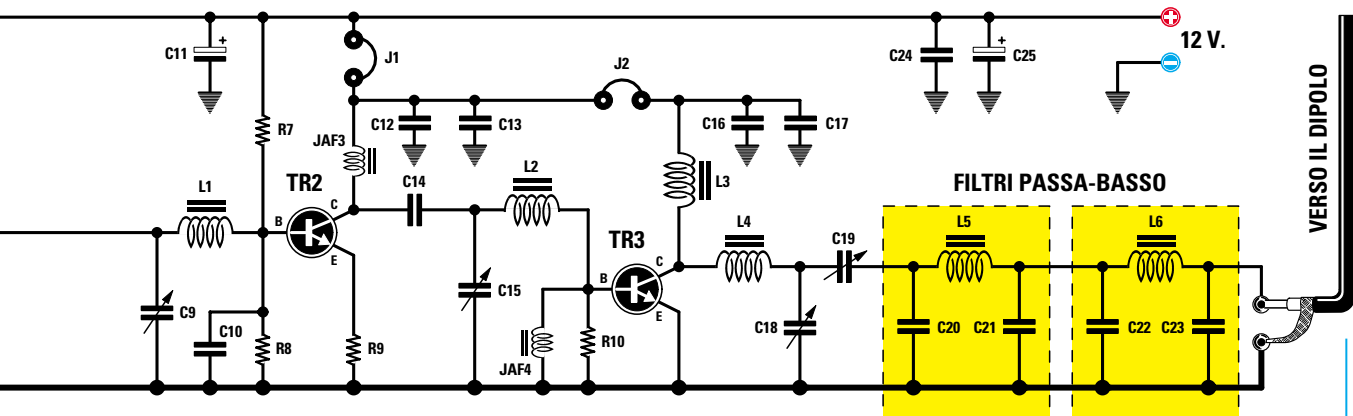 C11
+
J1
J2
C24
+
C25
12 V.
VERSO IL DIPOLO
R7
JAF3
C12
C13
C16
C17
L1
TR2
C14
L2
L3
FILTRI PASSA-BASSO
B
C
E
TR3
L4
C19
L5
L6
B
C
E
C9
C10
R8
R9
C15
JAF4
R10
C18
C20
C21
C22
C23